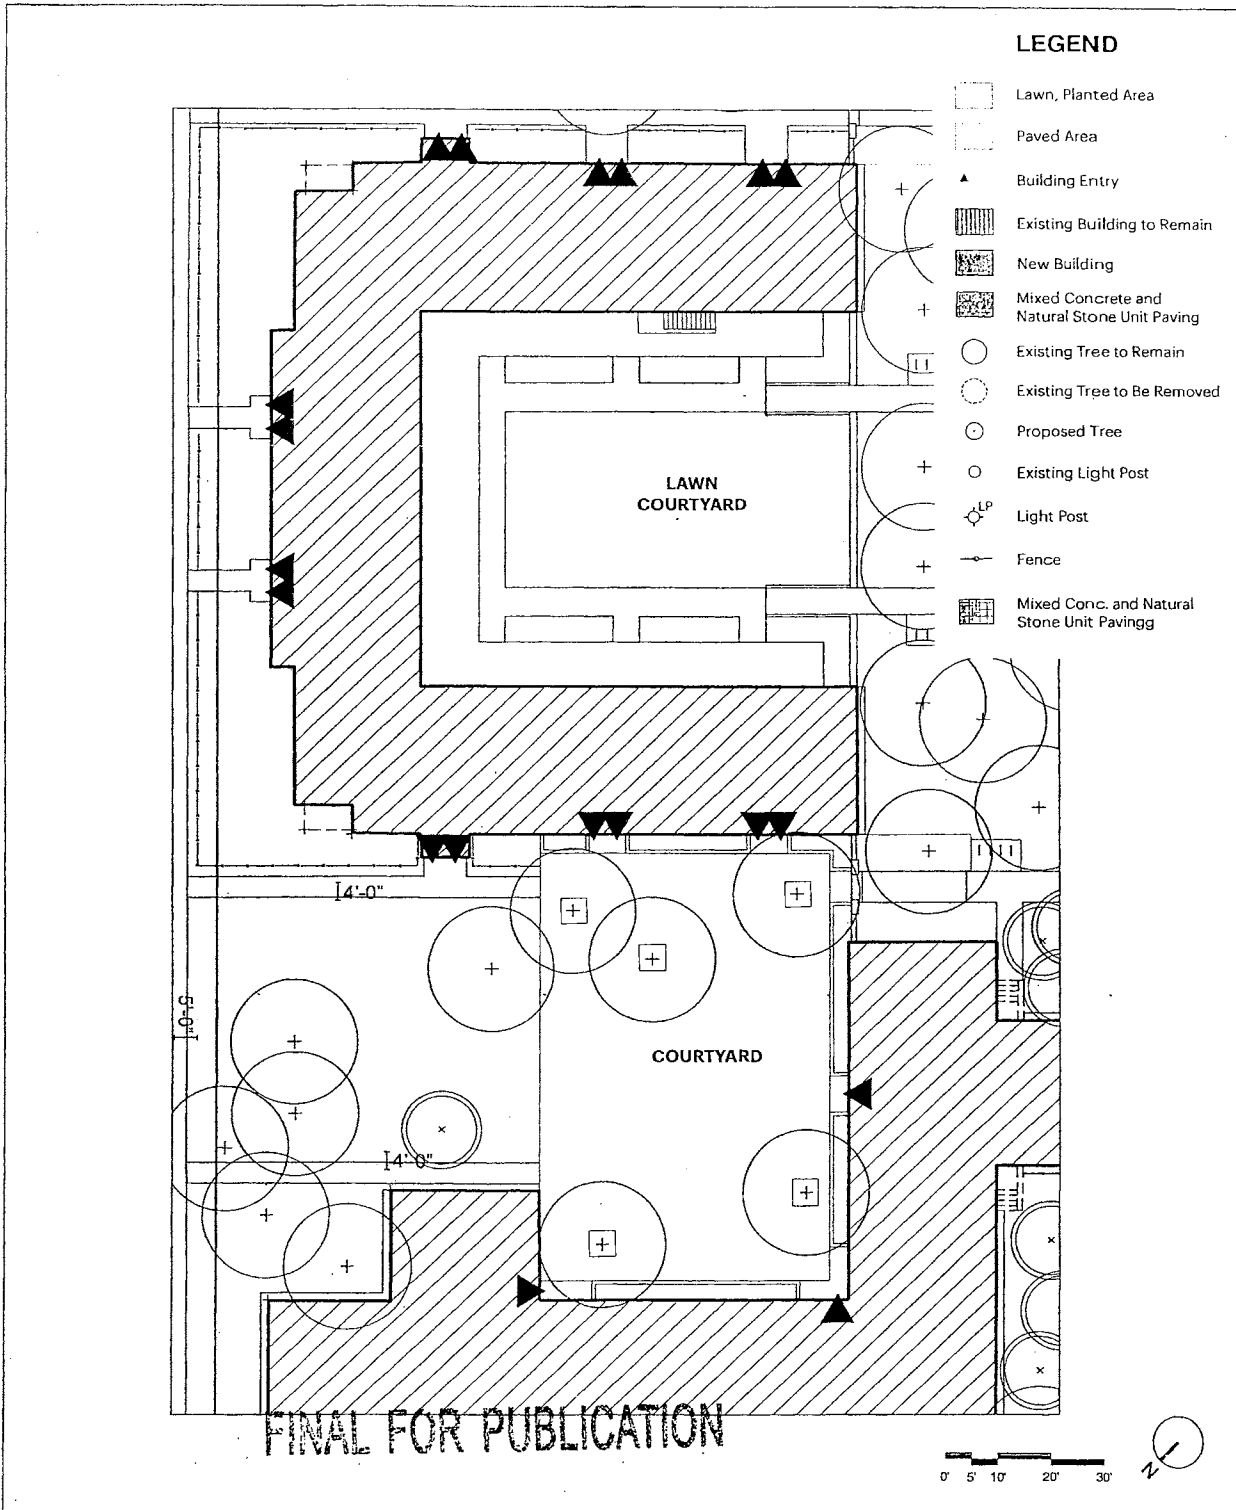 LEGEND
Lawn, Planted Area
Paved Area
Building Entry
Existing Building to Remain
New Building
Mixed Concrete and
Natural Stone Unit Paving
Existing Tree to Remain
Existing Tree to Be Removed
Proposed Tree
Existing Light Post
LP
Light Post
Fence
Mixed Conc. and Natural
Stone Unit Pavingg
LAWN
COURTYARD
4'-0"
5'-0"
COURTYARD
4'-0"
FINAL FOR PUBLICATION
0' 5' 10' 20' 30'
N